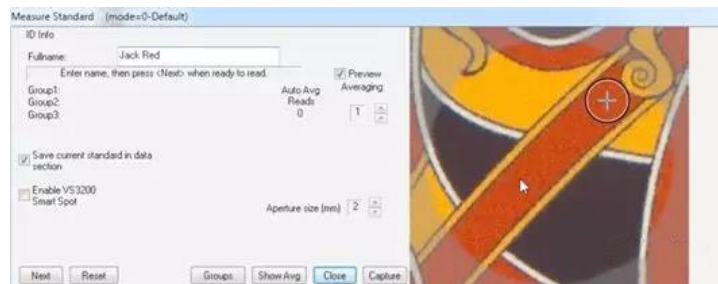 Measure Standard (mode=0-Default)
ID Info
Fullname: Jack Red
Enter name, then press <Next> when ready to read.
Preview
Group1:
Group2:
Group3:
Auto Avg Reads
0
Averaging
1
Save current standard in data section
Enable VS3200 Smart Spot
Aperture size (mm) 2
Next Reset Groups Show Avg Close Capture